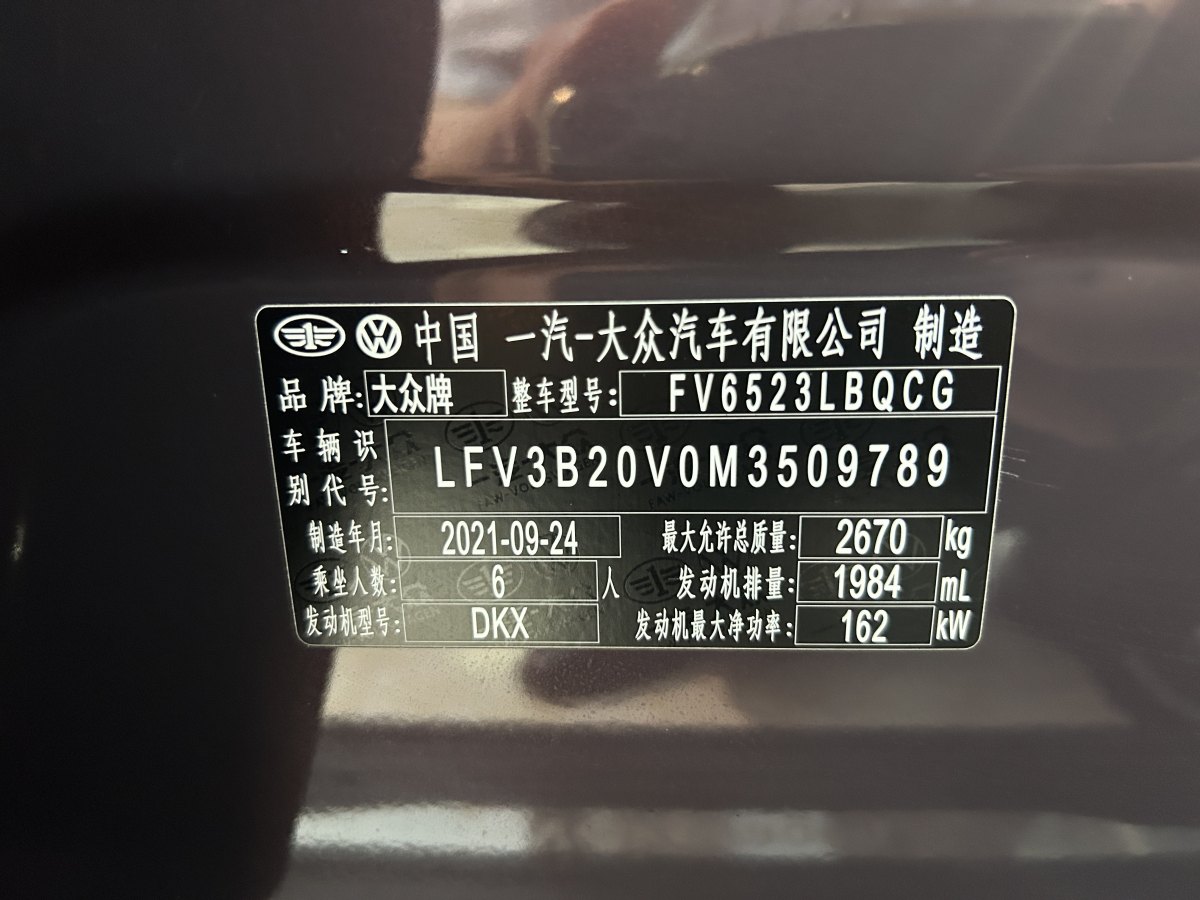 中国 一汽-大众汽车有限公司 制造
品牌: 大众牌 整车型号: FV6523LBQCG
车辆识
别代号: LFV3B20V0M3509789
制造年月: 2021-09-24 最大允许总质量: 2670 kg
乘坐人数: 6 人 发动机排量: 1984 mL
发动机型号: DKX 发动机最大净功率: 162 kW